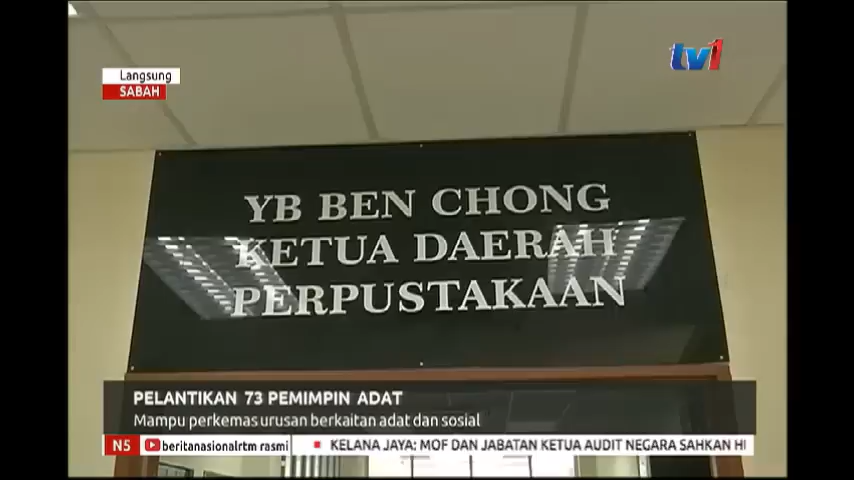 tv1
Langsung
SABAH
YB BEN CHONG
KETUA DAERAH
PERPUSTAKAAN
PELANTIKAN 73 PEMIMPIN ADAT
Mampu perkemas urusan berkaitan adat dan sosial
N5 beritanasionalrtm rasmi KELANA JAYA: MOF DAN JABATAN KETUA AUDIT NEGARA SAHKAN HI